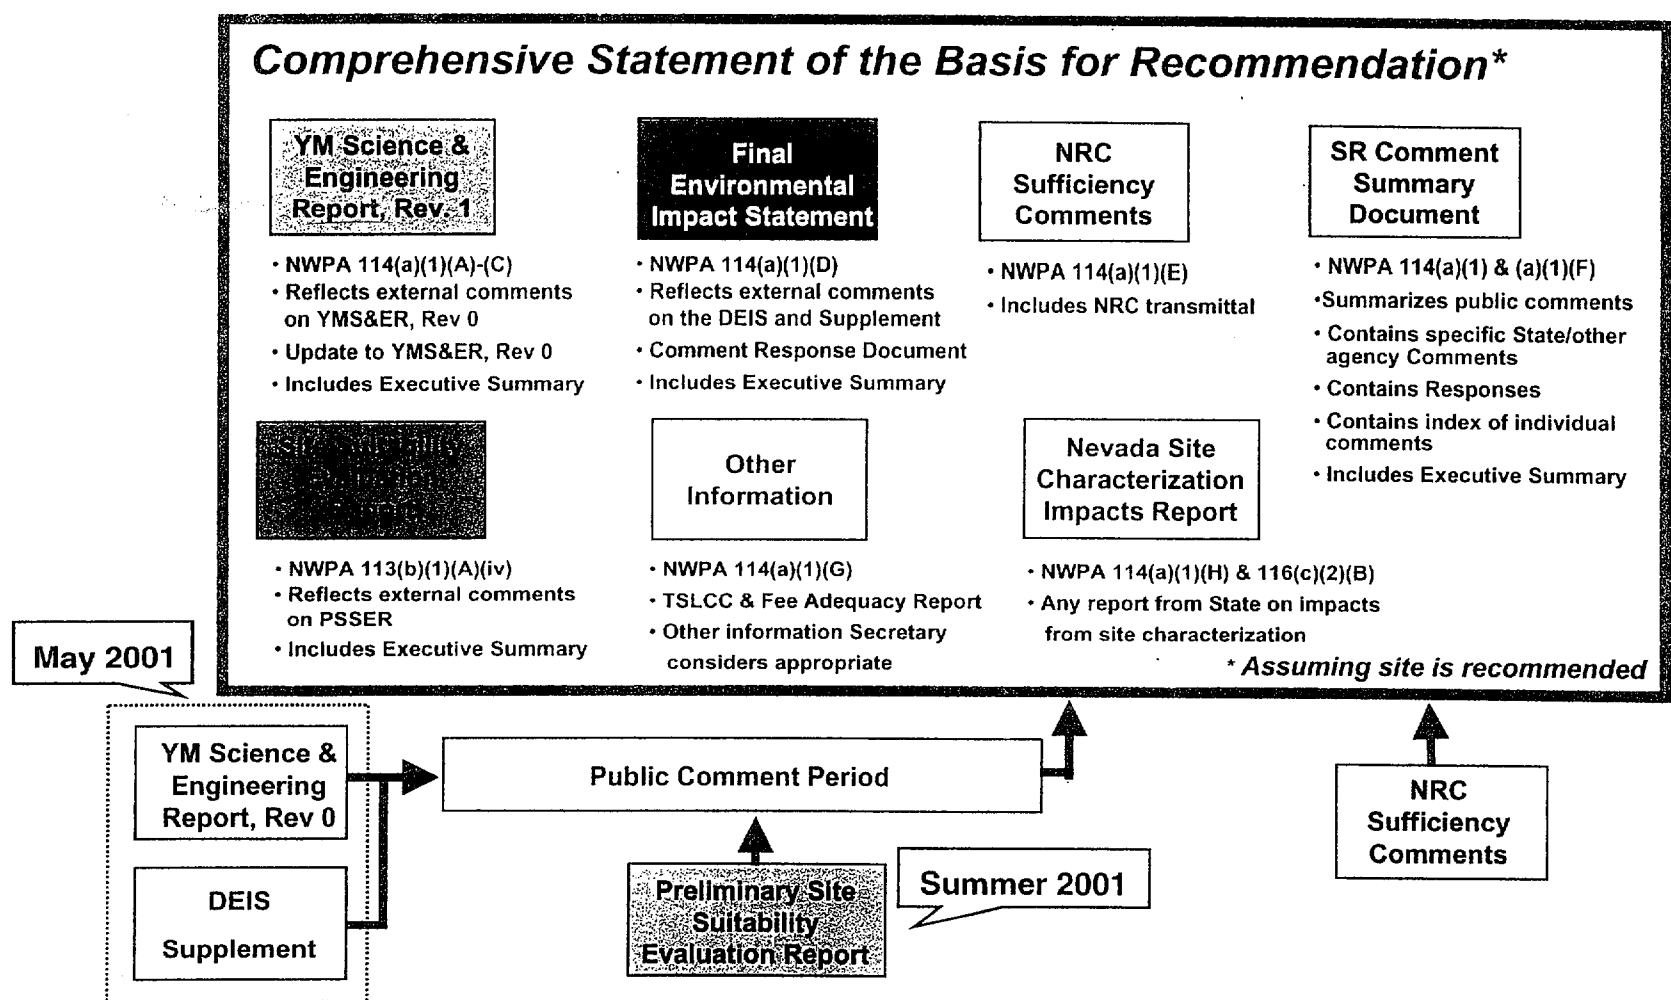 Comprehensive Statement of the Basis for Recommendation*
YM Science &
Engineering
Report, Rev. 1
• NWPA 114(a)(1)(A)-(C)
• Reflects external comments
on YMS&ER, Rev 0
• Update to YMS&ER, Rev 0
• Includes Executive Summary
Final
Environmental
Impact Statement
• NWPA 114(a)(1)(D)
• Reflects external comments
on the DEIS and Supplement
• Comment Response Document
• Includes Executive Summary
NRC
Sufficiency
Comments
• NWPA 114(a)(1)(E)
• Includes NRC transmittal
SR Comment
Summary
Document
• NWPA 114(a)(1) & (a)(1)(F)
•Summarizes public comments
• Contains specific State/other
agency Comments
• Contains Responses
• Contains index of individual
comments
• Includes Executive Summary
Site Suitability
Evaluation
• NWPA 113(b)(1)(A)(iv)
• Reflects external comments
on PSSER
• Includes Executive Summary
Other
Information
• NWPA 114(a)(1)(G)
• TSLCC & Fee Adequacy Report
• Other information Secretary
considers appropriate
Nevada Site
Characterization
Impacts Report
• NWPA 114(a)(1)(H) & 116(c)(2)(B)
• Any report from State on impacts
from site characterization
* Assuming site is recommended
May 2001
YM Science &
Engineering
Report, Rev 0
DEIS
Supplement
Public Comment Period
Preliminary Site
Suitability
Evaluation Report
Summer 2001
NRC
Sufficiency
Comments